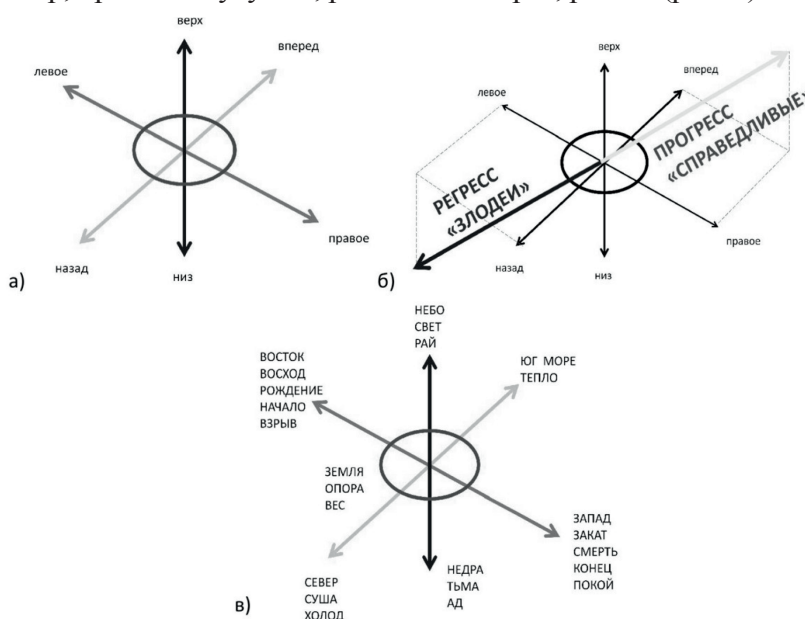 верх
вперед
левое
правое
назад
низ
а)
верх
вперед
левое
ПРОГРЕСС
«СПРАВЕДЛИВЫЕ»
РЕГРЕСС
«ЗЛОДЕИ»
правое
назад
низ
б)
НЕБО
СВЕТ
РАЙ
ВОСТОК
ВОСХОД
РОЖДЕНИЕ
НАЧАЛО
ВЗРЫВ
ЮГ МОРЕ
ТЕПЛО
ЗЕМЛЯ
ОПОРА
ВЕС
ЗАПАД
ЗАКАТ
СМЕРТЬ
КОНЕЦ
ПОКОЙ
СЕВЕР
СУША
ХОЛОД
НЕДРА
ТЬМА
АД
в)